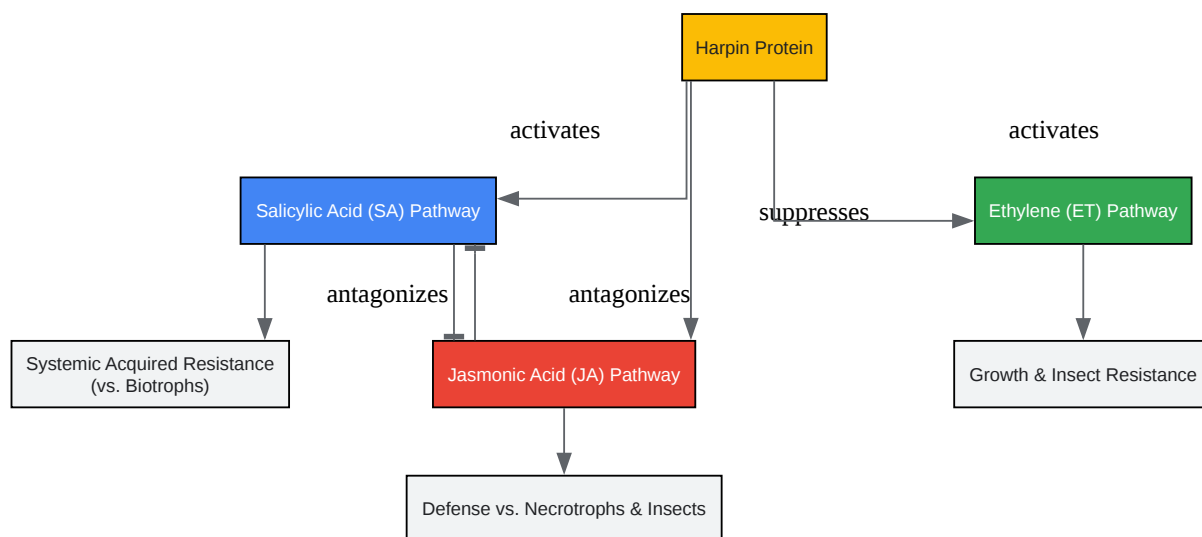 Harpin Protein
activates
activates
Salicylic Acid (SA) Pathway
suppresses
Ethylene (ET) Pathway
antagonizes
antagonizes
Systemic Acquired Resistance
(vs. Biotrophs)
Jasmonic Acid (JA) Pathway
Growth & Insect Resistance
Defense vs. Necrotrophs & Insects